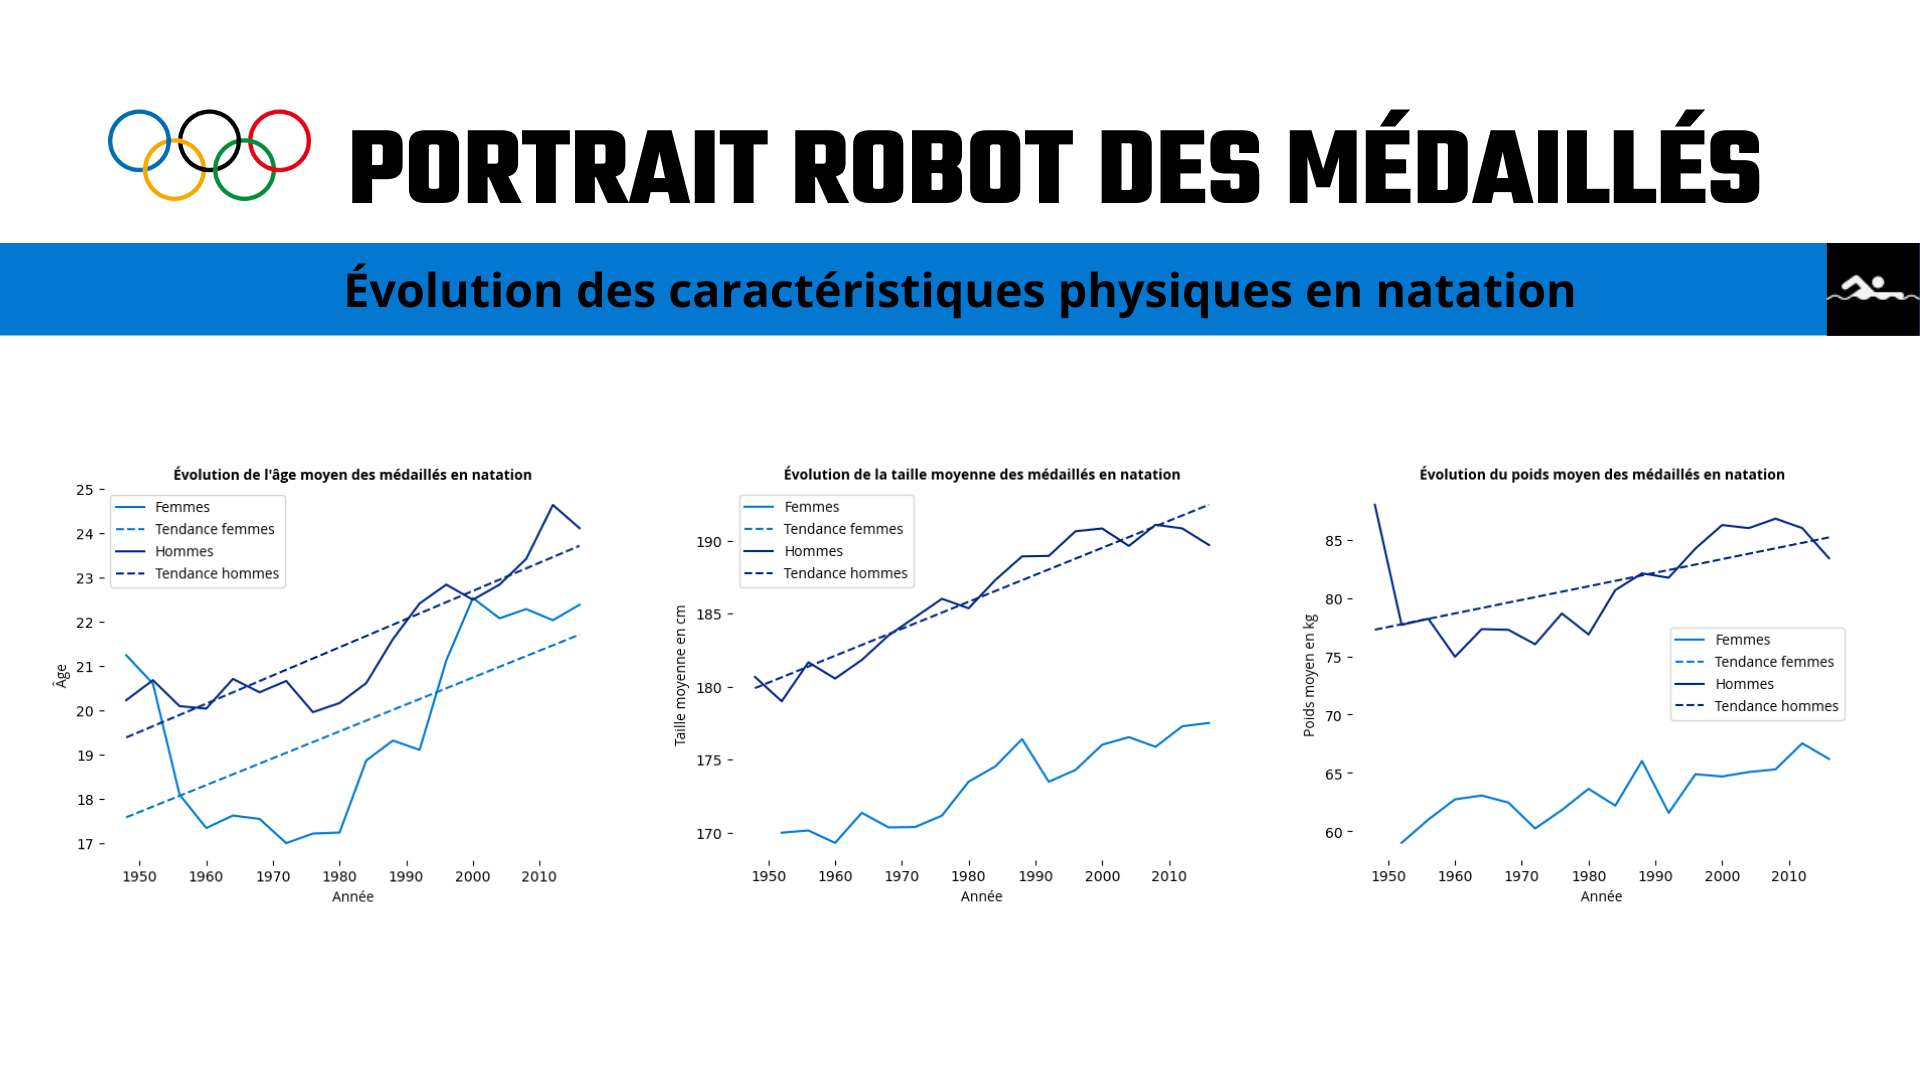 PORTRAIT ROBOT DES MÉDAILLÉS
Évolution des caractéristiques physiques en natation
Évolution de l'âge moyen des médaillés en natation
25
24
23
22
21
20
19
18
17
Âge
Femmes
Tendance femmes
Hommes
Tendance hommes
1950 1960 1970 1980 1990 2000 2010
Année
Évolution de la taille moyenne des médaillés en natation
190
185
180
175
170
Taille moyenne en cm
Femmes
Tendance femmes
Hommes
Tendance hommes
1950 1960 1970 1980 1990 2000 2010
Année
Évolution du poids moyen des médaillés en natation
85
80
75
70
65
60
Poids moyen en kg
Femmes
Tendance femmes
Hommes
Tendance hommes
1950 1960 1970 1980 1990 2000 2010
Année